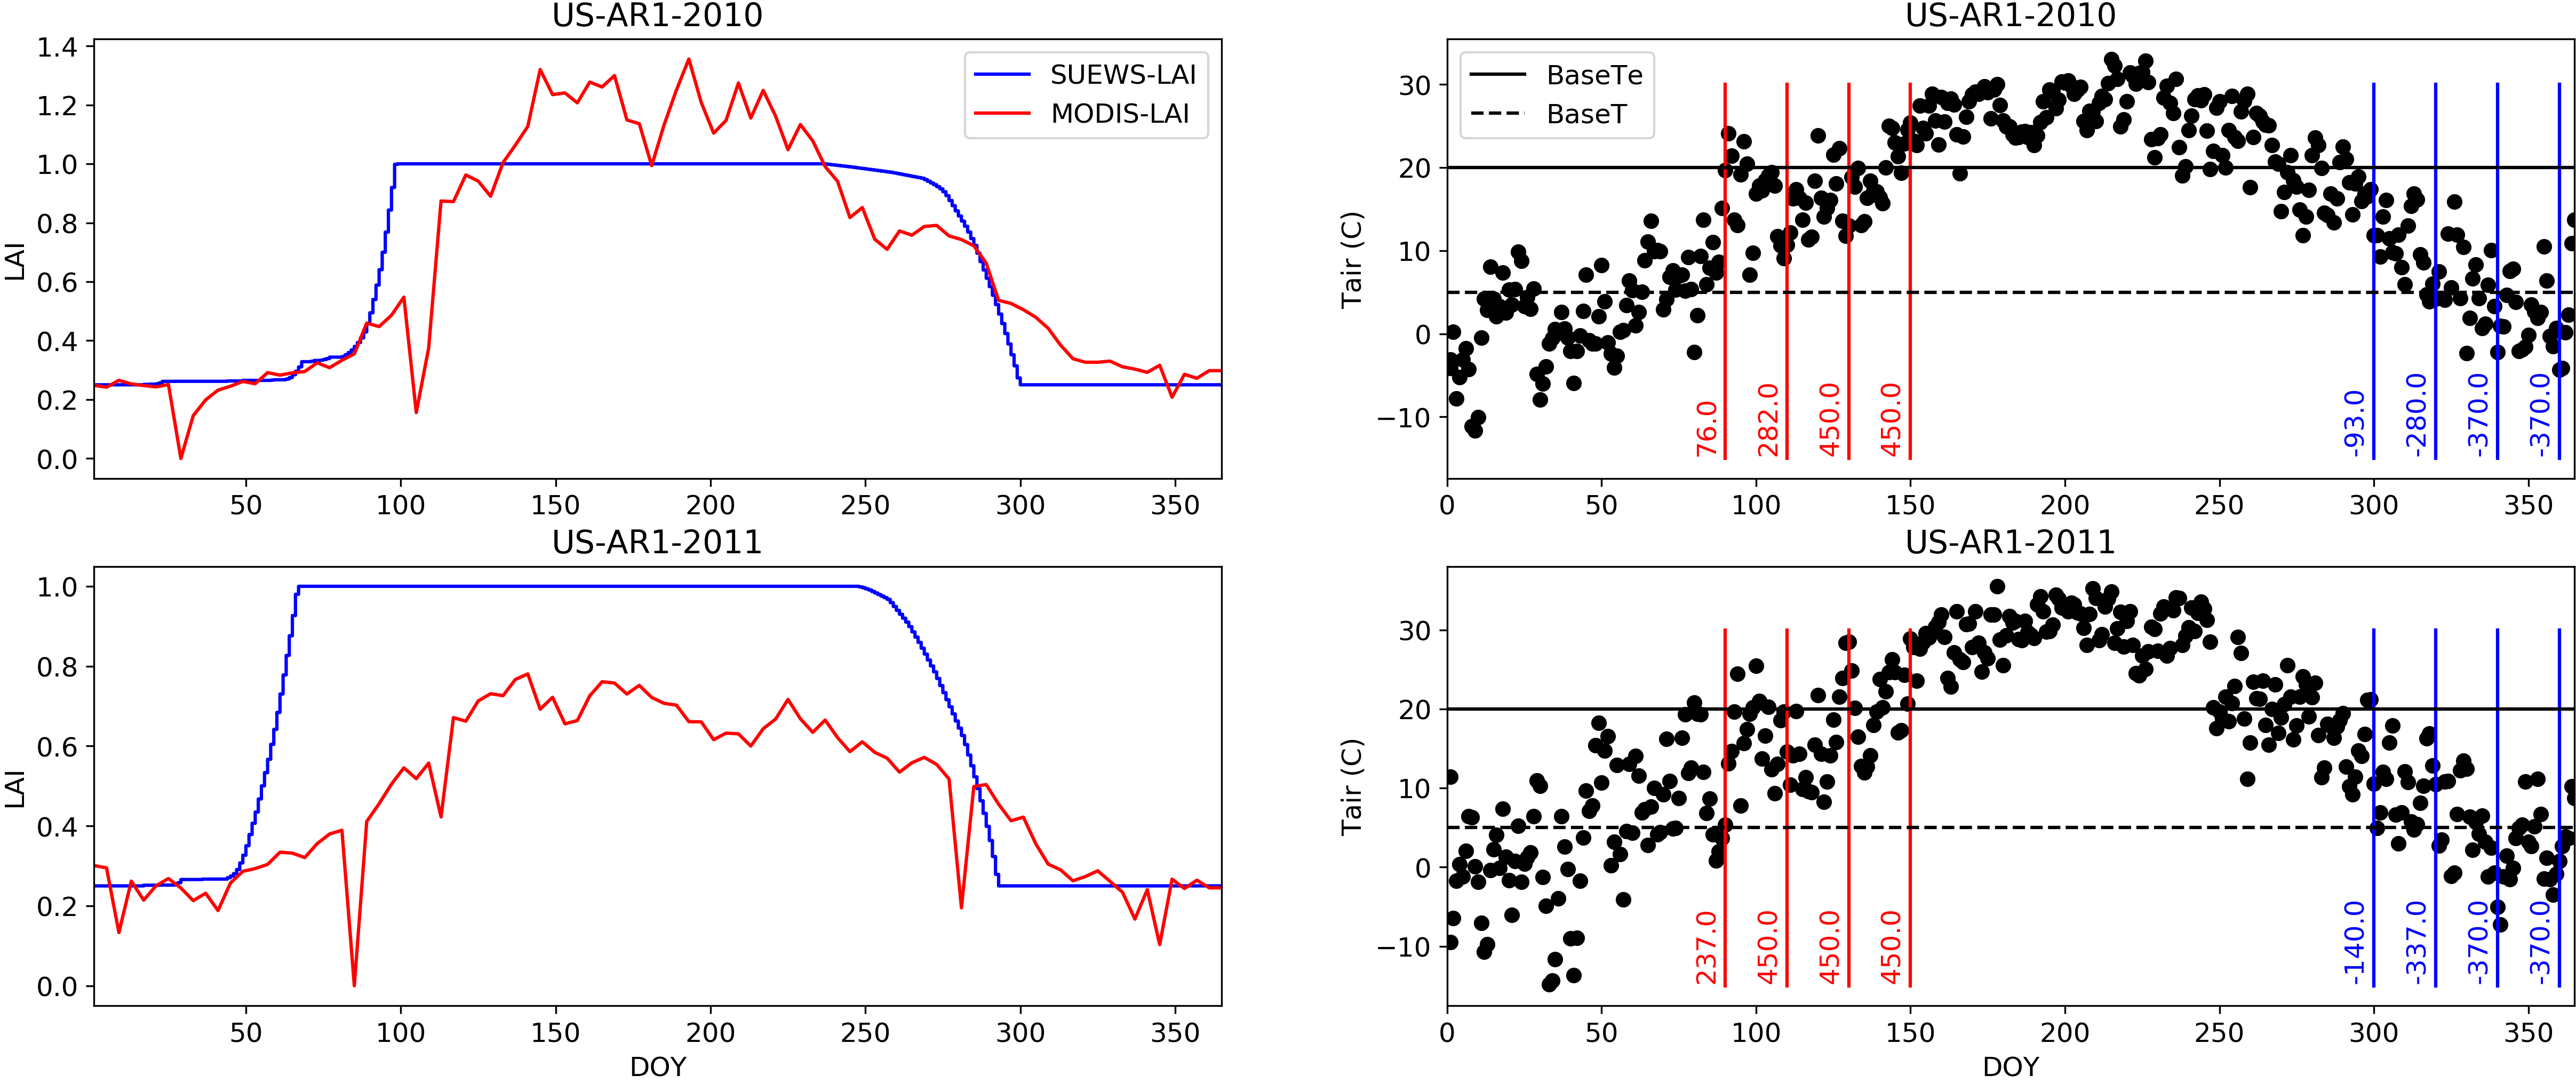 US-AR1-2010
1.4
1.2
1.0
0.8
0.6
0.4
0.2
0.0
LAI
SUEWS-LAI
MODIS-LAI
50 100 150 200 250 300 350
US-AR1-2010
30
20
10
0
−10
Tair (C)
BaseTe
BaseT
76.0
282.0
450.0
450.0
-93.0
-280.0
-370.0
-370.0
0 50 100 150 200 250 300 350
US-AR1-2011
1.0
0.8
0.6
0.4
0.2
0.0
LAI
50 100 150 200 250 300 350
DOY
US-AR1-2011
30
20
10
0
−10
Tair (C)
237.0
450.0
450.0
450.0
-140.0
-337.0
-370.0
-370.0
0 50 100 150 200 250 300 350
DOY